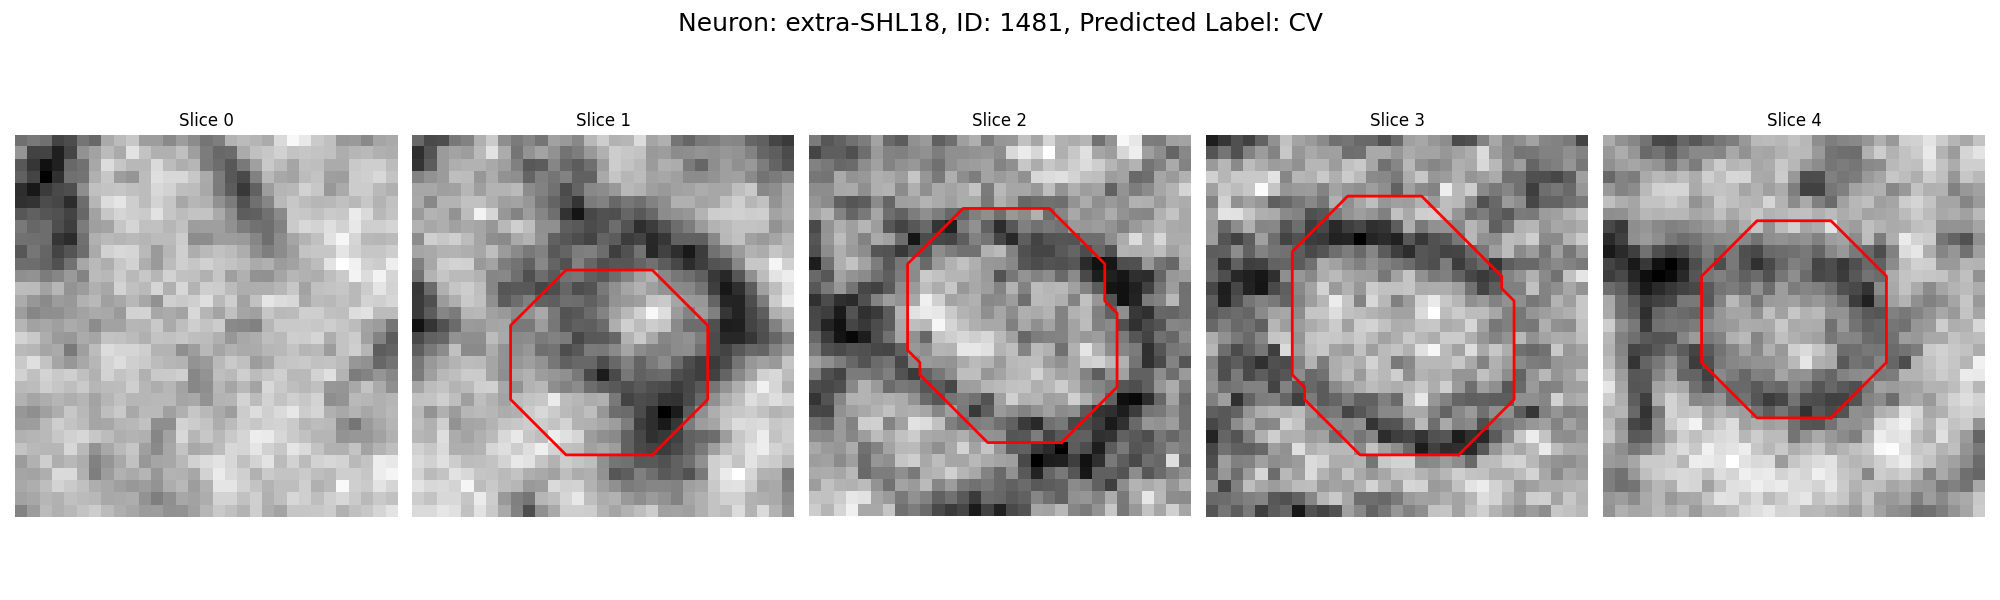 Neuron: extra-SHL18, ID: 1481, Predicted Label: CV
Slice 0
Slice 1
Slice 2
Slice 3
Slice 4